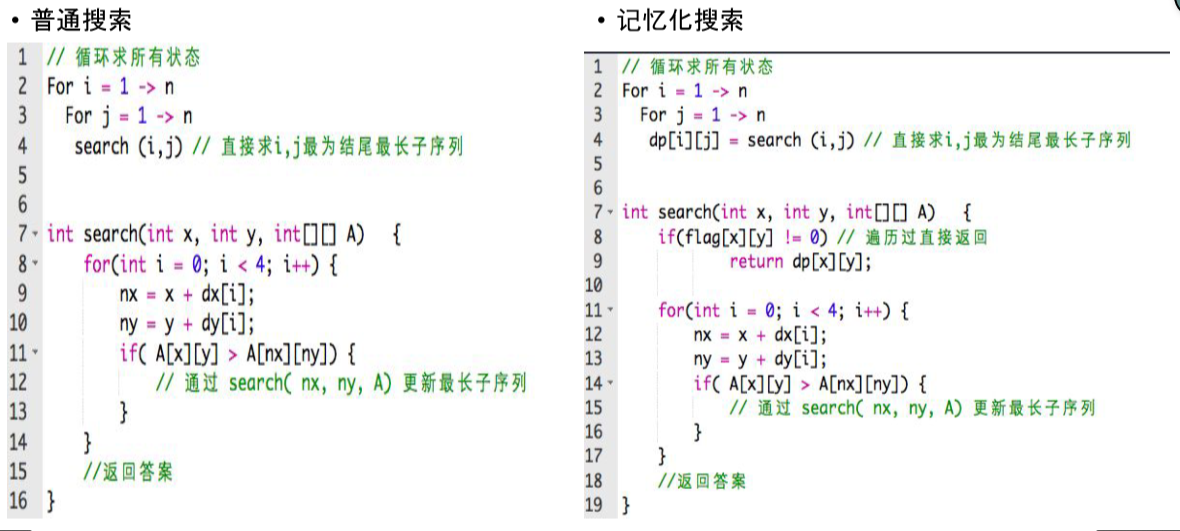 • 普通搜索
1 // 循环求所有状态
2 For i = 1 -> n
3 For j = 1 -> n
4 search (i,j) // 直接求i,j最为结尾最长子序列
5
6
7 int search(int x, int y, int[][] A) {
8 for(int i = 0; i < 4; i++) {
9 nx = x + dx[i];
10 ny = y + dy[i];
11 if( A[x][y] > A[nx][ny]) {
12 // 通过 search( nx, ny, A) 更新最长子序列
13 }
14 }
15 //返回答案
16 }
• 记忆化搜索
1 // 循环求所有状态
2 For i = 1 -> n
3 For j = 1 -> n
4 dp[i][j] = search (i,j) // 直接求i,j最为结尾最长子序列
5
6
7 int search(int x, int y, int[][] A) {
8 if(flag[x][y] != 0) // 遍历过直接返回
9 return dp[x][y];
10
11 for(int i = 0; i < 4; i++) {
12 nx = x + dx[i];
13 ny = y + dy[i];
14 if( A[x][y] > A[nx][ny]) {
15 // 通过 search( nx, ny, A) 更新最长子序列
16 }
17 }
18 //返回答案
19 }